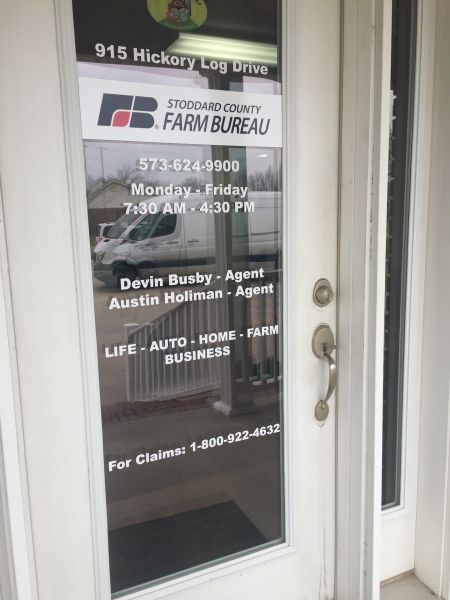 915 Hickory Log Drive
FB®
STODDARD COUNTY
FARM BUREAU
573-624-9900
Monday - Friday
7:30 AM - 4:30 PM
Devin Busby - Agent
Austin Holiman - Agent
LIFE - AUTO - HOME - FARM
BUSINESS
For Claims: 1-800-922-4632